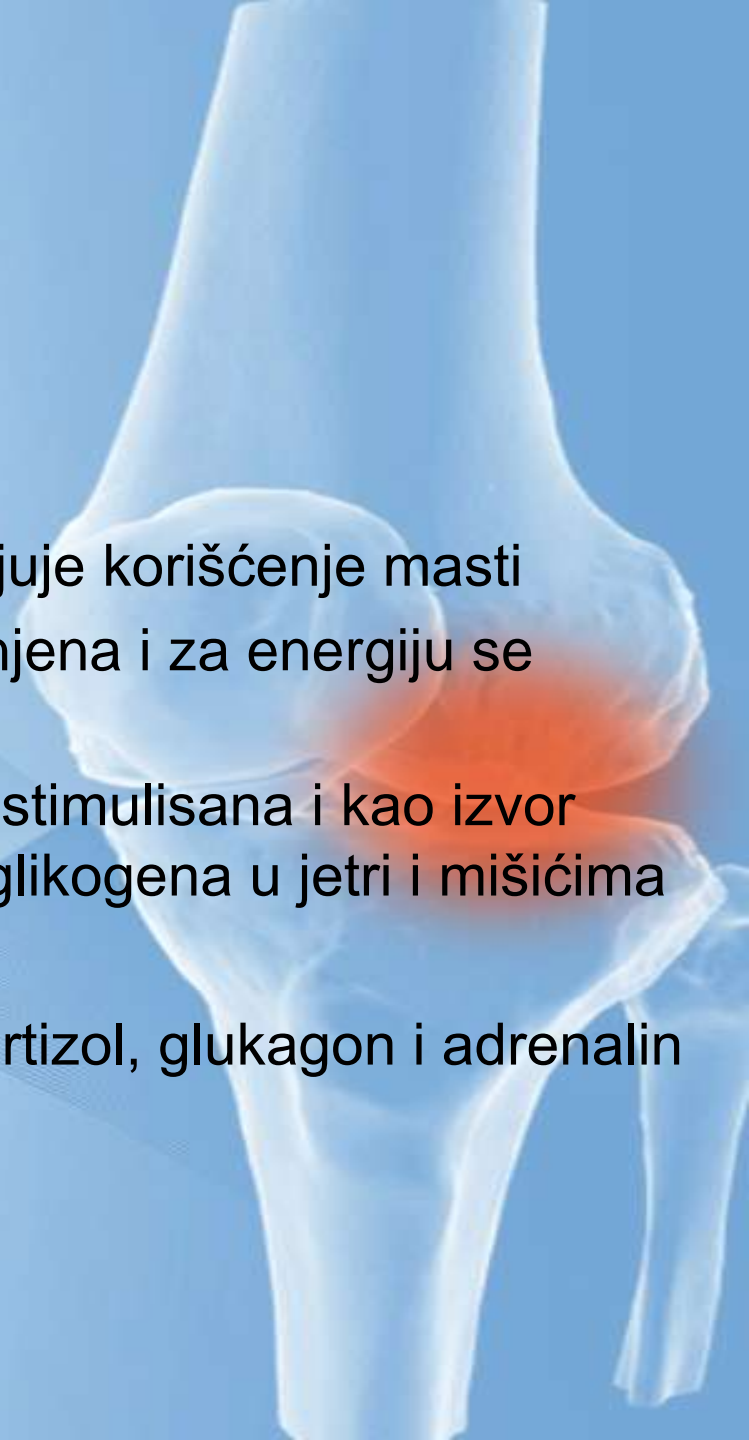 juje korišćenje masti
njena i za energiju se
stimulisana i kao izvor
glikogena u jetri i mišićima
rtizol, glukagon i adrenalin